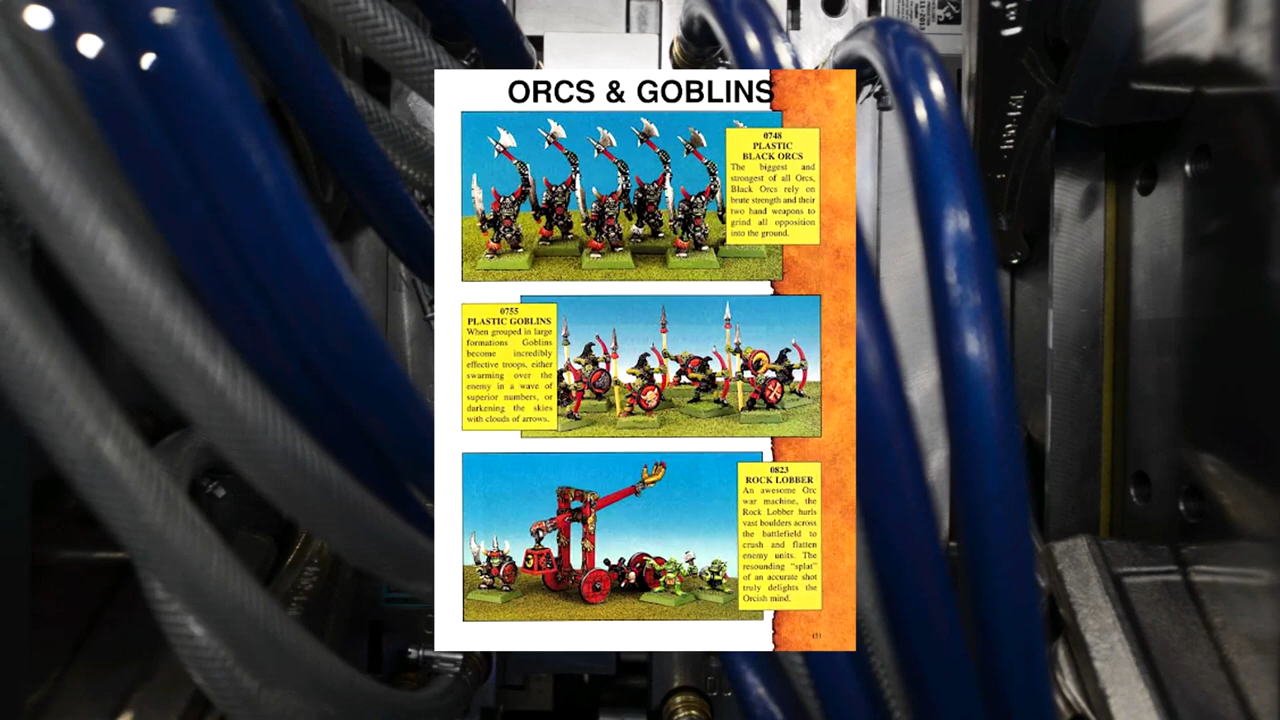 ORCS & GOBLINS
0748
PLASTIC
BLACK ORCS
The biggest and
strongest of all Orcs,
Black Orcs rely on
brute strength and their
two hand weapons to
grind all opposition
into the ground.
0755
PLASTIC GOBLINS
When grouped in large
formations Goblins
become incredibly
effective troops, either
swarming over the
enemy in a wave of
superior numbers, or
darkening the skies
with clouds of arrows.
0823
ROCK LOBBER
An awesome Orc
war machine, the
Rock Lobber hurls
vast boulders across
the battlefield to
crush and flatten
enemy units. The
resounding "splat"
of an accurate shot
truly delights the
Orcish mind.